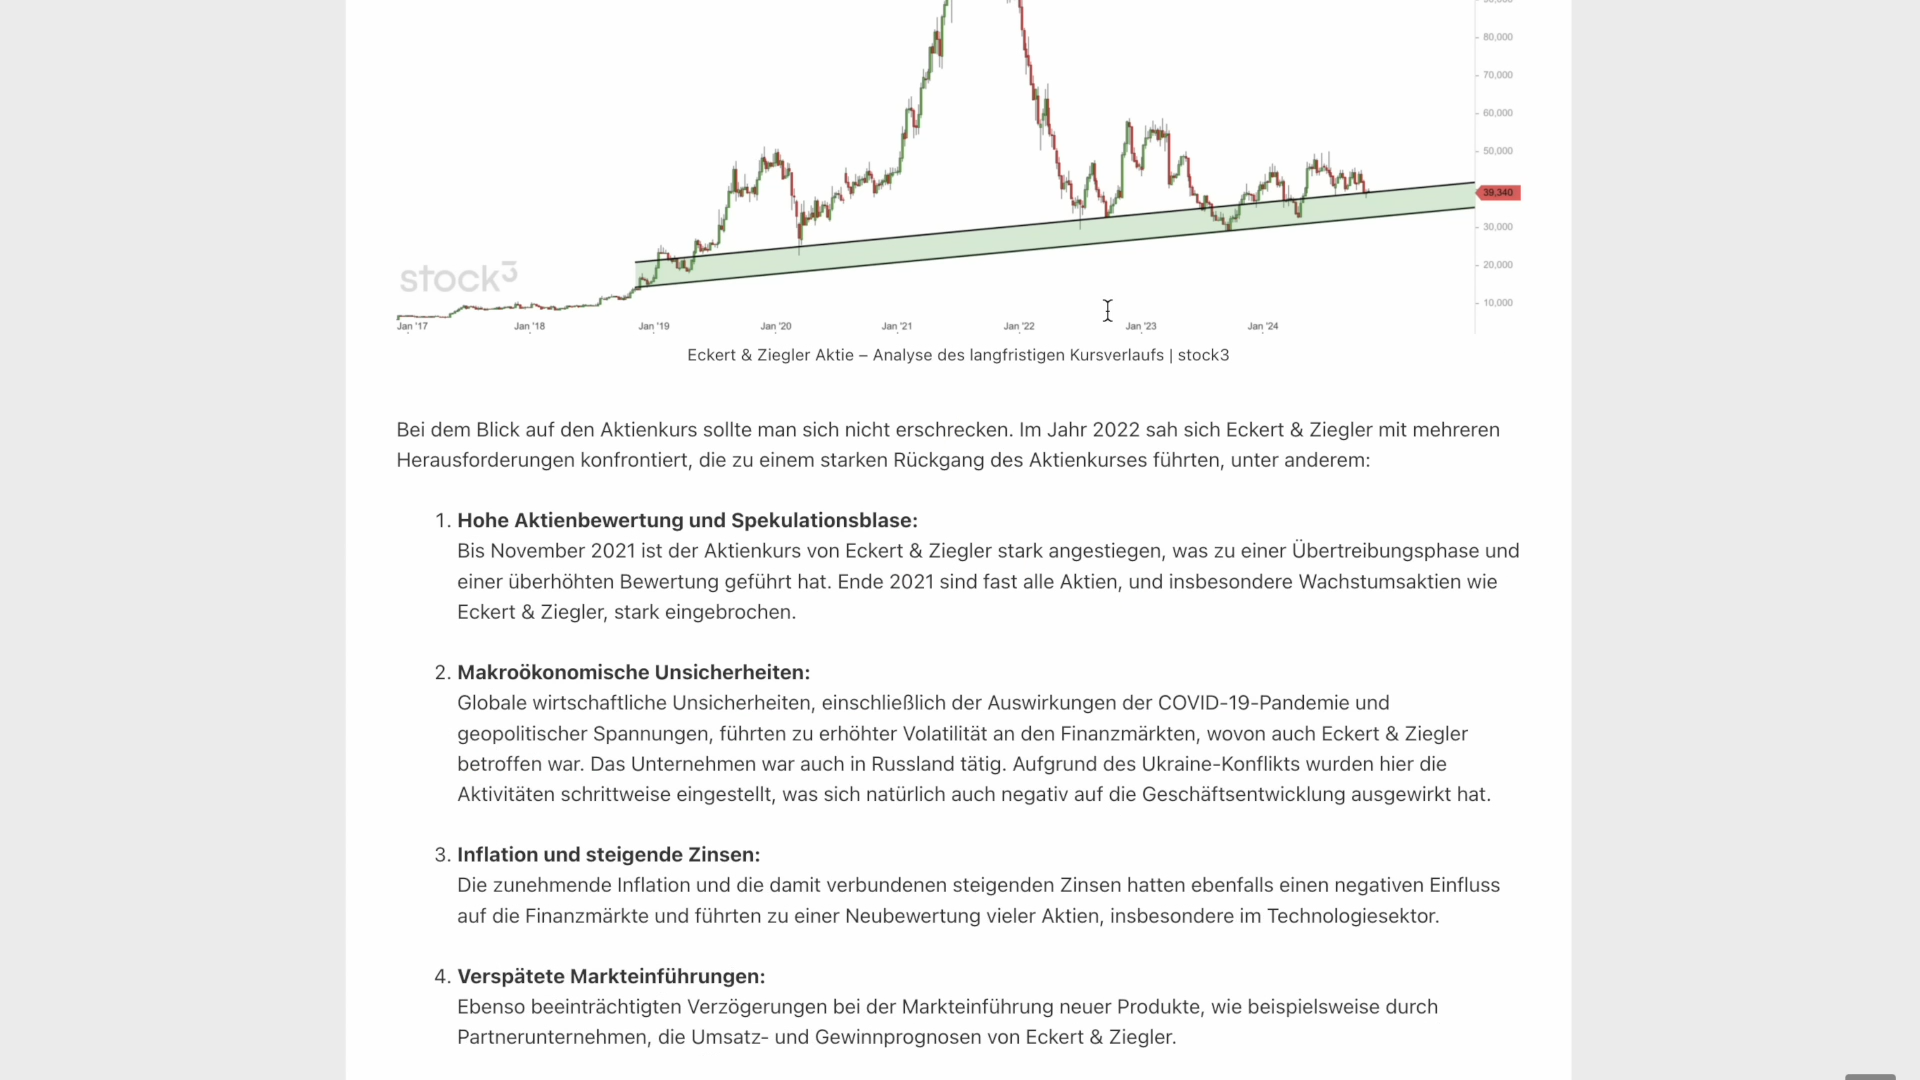 80,000
70,000
60,000
50,000
39,340
30,000
20,000
10,000
stock3
Jan '17 Jan '18 Jan '19 Jan '20 Jan '21 Jan '22 Jan '23 Jan '24
Eckert & Ziegler Aktie – Analyse des langfristigen Kursverlaufs | stock3
Bei dem Blick auf den Aktienkurs sollte man sich nicht erschrecken. Im Jahr 2022 sah sich Eckert & Ziegler mit mehreren
Herausforderungen konfrontiert, die zu einem starken Rückgang des Aktienkurses führten, unter anderem:
1. Hohe Aktienbewertung und Spekulationsblase:
Bis November 2021 ist der Aktienkurs von Eckert & Ziegler stark angestiegen, was zu einer Übertreibungsphase und
einer überhöhten Bewertung geführt hat. Ende 2021 sind fast alle Aktien, und insbesondere Wachstumsaktien wie
Eckert & Ziegler, stark eingebrochen.
2. Makroökonomische Unsicherheiten:
Globale wirtschaftliche Unsicherheiten, einschließlich der Auswirkungen der COVID-19-Pandemie und
geopolitischer Spannungen, führten zu erhöhter Volatilität an den Finanzmärkten, wovon auch Eckert & Ziegler
betroffen war. Das Unternehmen war auch in Russland tätig. Aufgrund des Ukraine-Konflikts wurden hier die
Aktivitäten schrittweise eingestellt, was sich natürlich auch negativ auf die Geschäftsentwicklung ausgewirkt hat.
3. Inflation und steigende Zinsen:
Die zunehmende Inflation und die damit verbundenen steigenden Zinsen hatten ebenfalls einen negativen Einfluss
auf die Finanzmärkte und führten zu einer Neubewertung vieler Aktien, insbesondere im Technologiesektor.
4. Verspätete Markteinführungen:
Ebenso beeinträchtigten Verzögerungen bei der Markteinführung neuer Produkte, wie beispielsweise durch
Partnerunternehmen, die Umsatz- und Gewinnprognosen von Eckert & Ziegler.